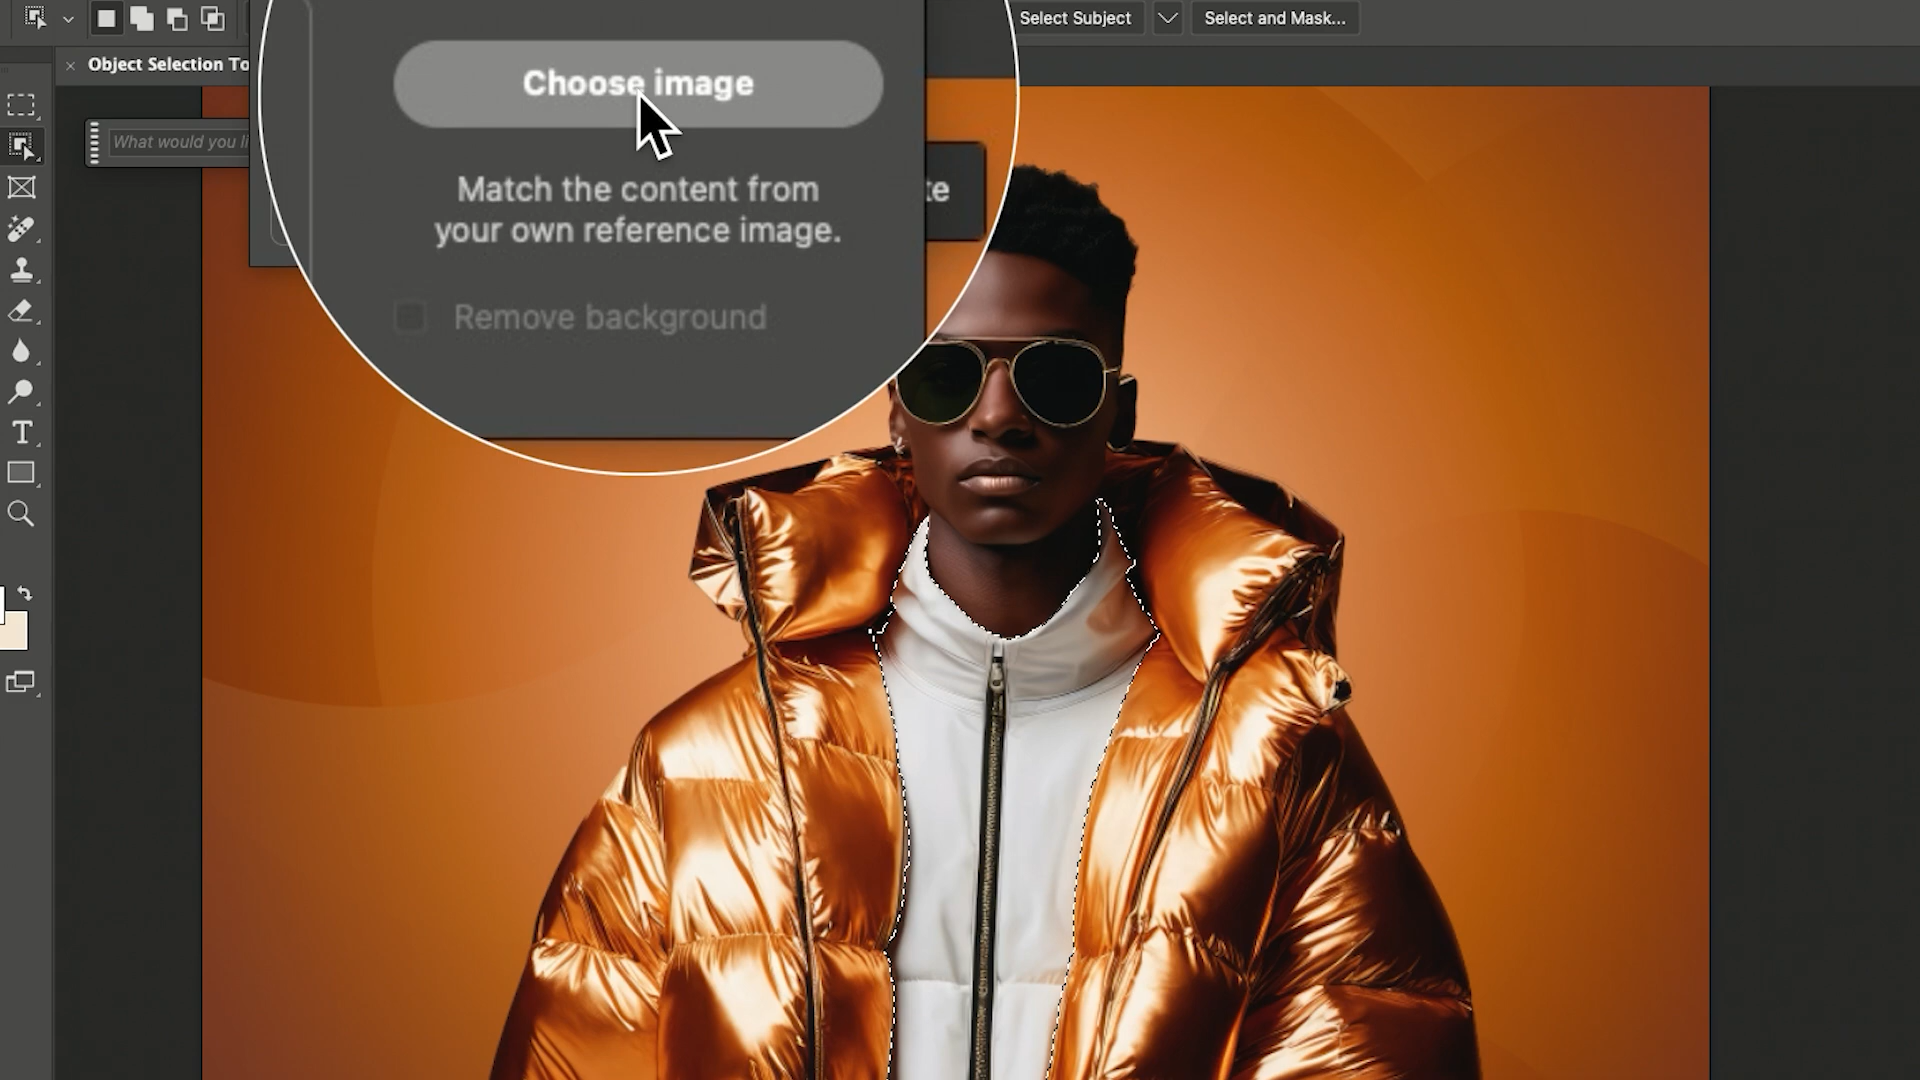 Select Subject
Select and Mask...
Object Selection To
Choose image
What would you li
Match the content from
your own reference image.
te
Remove background